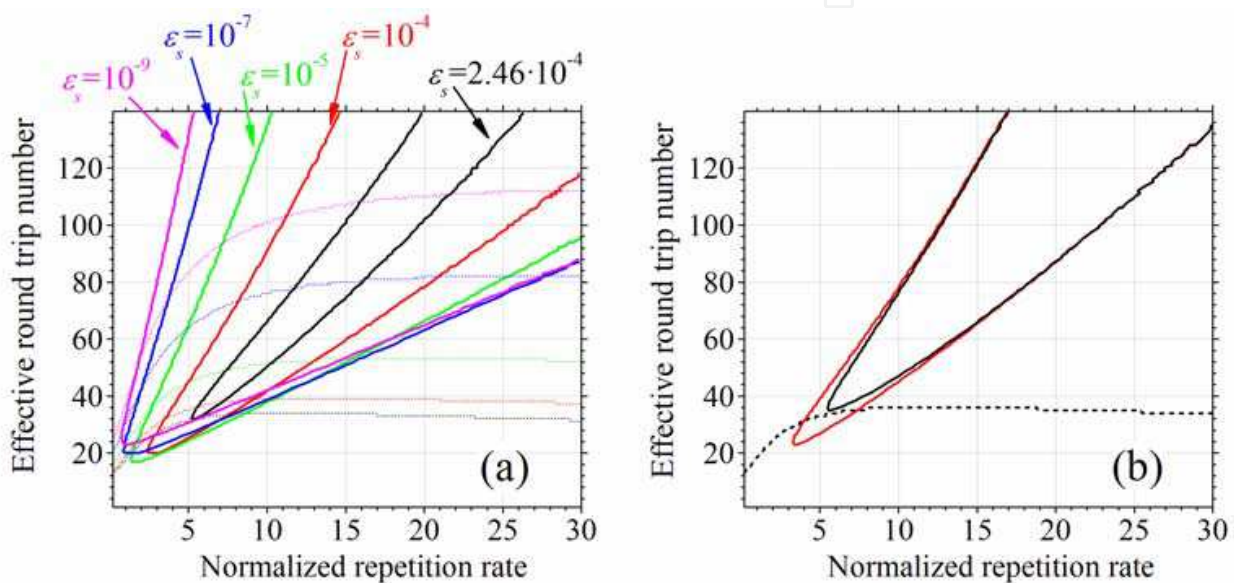 ε_s=10^-9
ε_s=10^-7
ε_s=10^-5
ε_s=10^-4
ε_s=2.46·10^-4
Effective round trip number
120
100
80
60
40
20
5
10
15
20
25
30
Normalized repetition rate
(a)
Effective round trip number
120
100
80
60
40
20
5
10
15
20
25
30
Normalized repetition rate
(b)